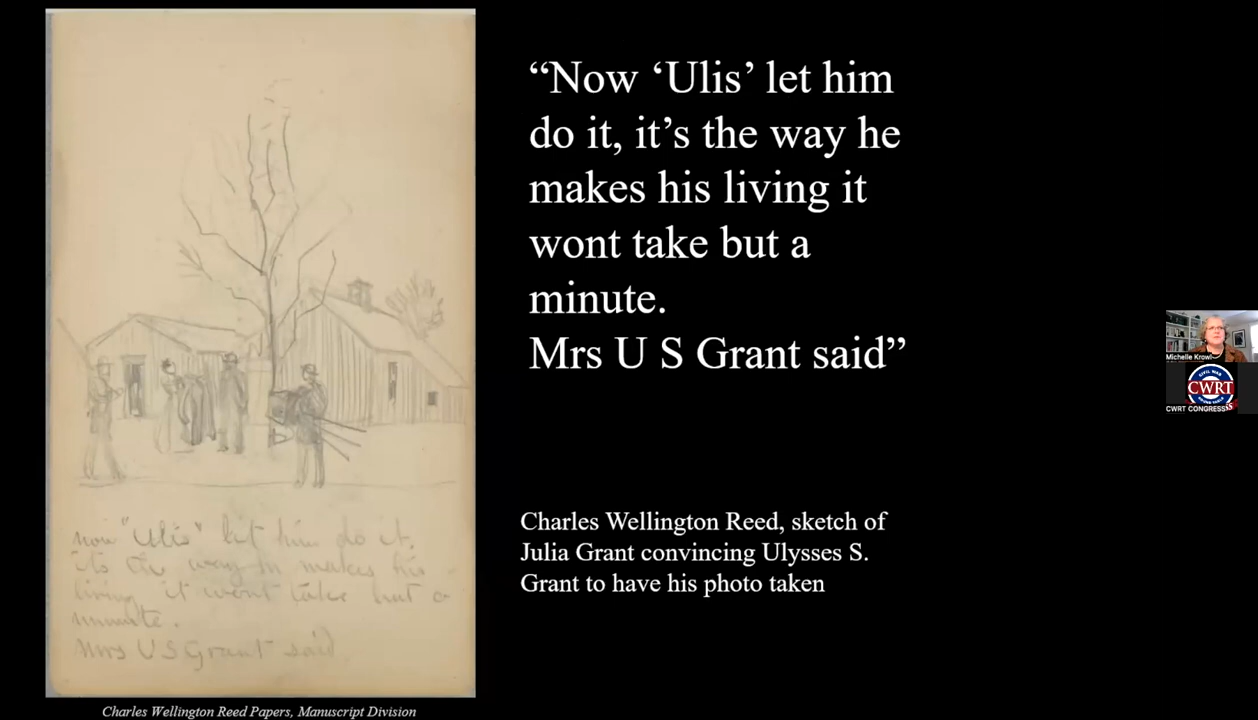 “Now ‘Ulis’ let him
do it, it’s the way he
makes his living it
wont take but a
minute.
Mrs U S Grant said”
Charles Wellington Reed, sketch of
Julia Grant convincing Ulysses S.
Grant to have his photo taken
now "Ulis" let him do it.
its the way he makes his
living it wont take but a
minute.
Mrs U S Grant said
Charles Wellington Reed Papers, Manuscript Division
Michelle Krowl
CIVIL WAR
CWRT
CWRT CONGRESS